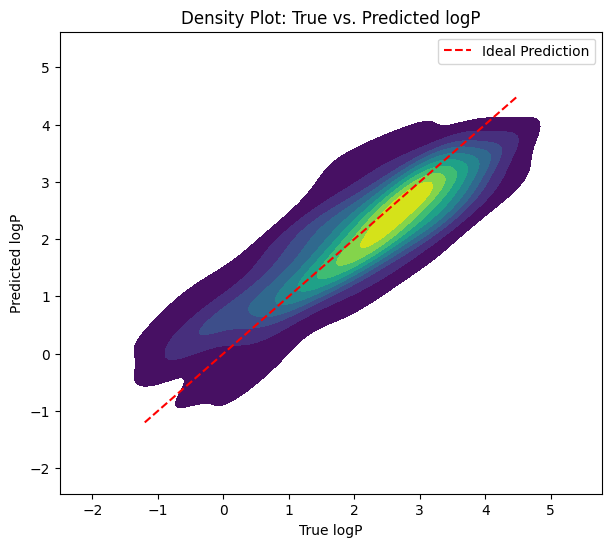 Density Plot: True vs. Predicted logP
Ideal Prediction
5
4
3
2
1
0
−1
−2
Predicted logP
−2 −1 0 1 2 3 4 5
True logP